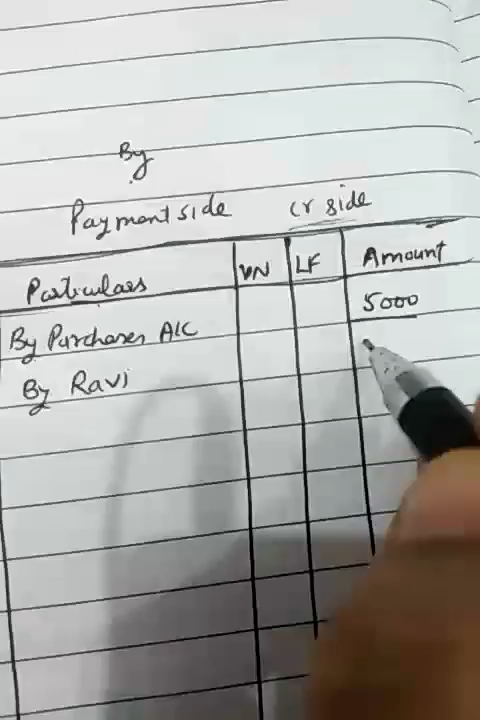 By
Payment side Cr side
Particulars VN LF Amount
By Purchases A/C 5000
By Ravi